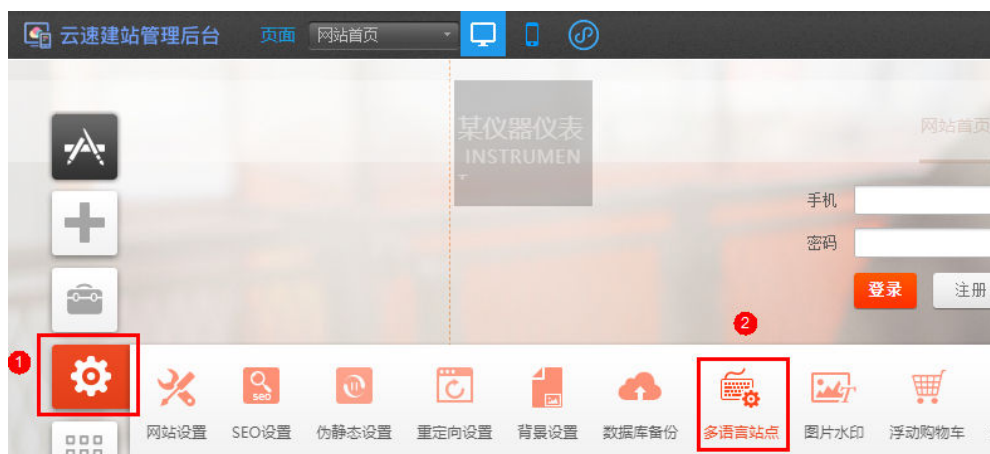 云速建站管理后台 页面 网站首页
某仪器仪表
INSTRUMEN
T
网站首页
手机
密码
登录 注册
2
1
seo
网站设置 SEO设置 伪静态设置 重定向设置 背景设置 数据库备份 多语言站点 图片水印 浮动购物车